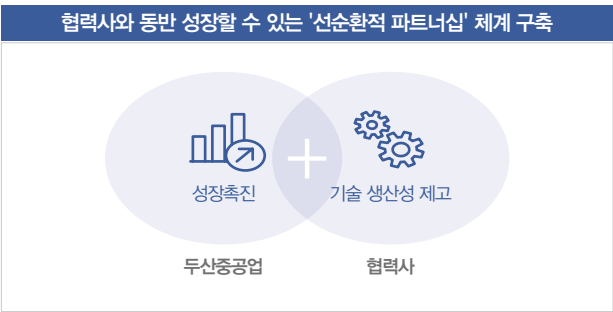 협력사와 동반 성장할 수 있는 '선순환적 파트너십' 체계 구축
성장촉진
기술 생산성 제고
두산중공업
협력사